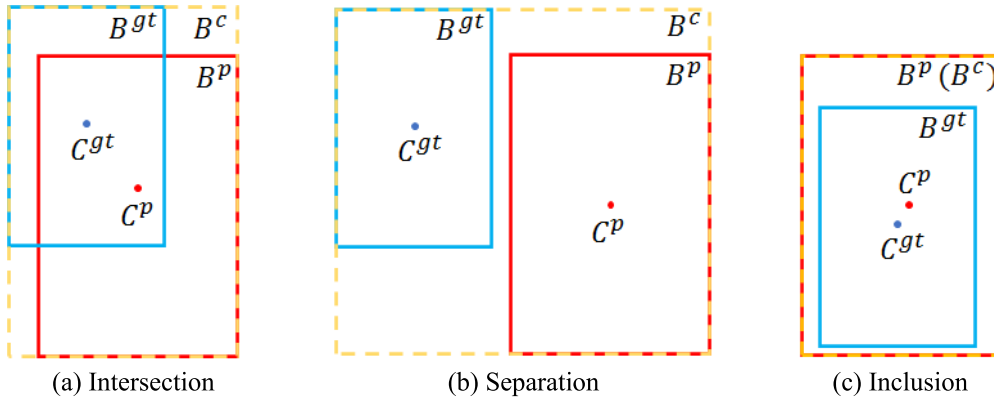 B^gt B^c
B^p
C^gt
C^p
(a) Intersection
B^gt B^c
B^p
C^gt
C^p
(b) Separation
B^p (B^c)
B^gt
C^p
C^gt
(c) Inclusion